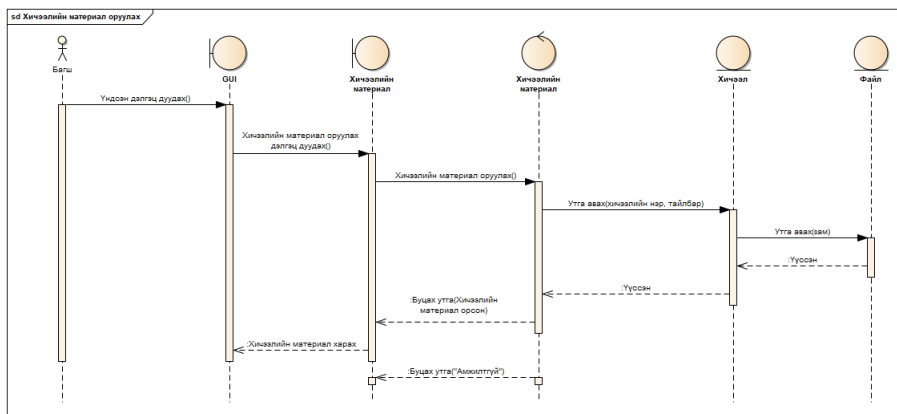 sd Хичээлийн материал оруулах
Багш
GUI
Хичээлийн
материал
Хичээлийн
материал
Хичээл
Файл
Үндсэн дэлгэц дуудах()
Хичээлийн материал оруулах
дэлгэц дуудах()
Хичээлийн материал оруулах()
Утга авах(хичээлийн нэр, тайлбар)
Утга авах(зам)
:Үүссэн
:Үүссэн
:Буцах утга(Хичээлийн
материал орсон)
:Хичээлийн материал харах
:Буцах утга("Амжилтгүй")